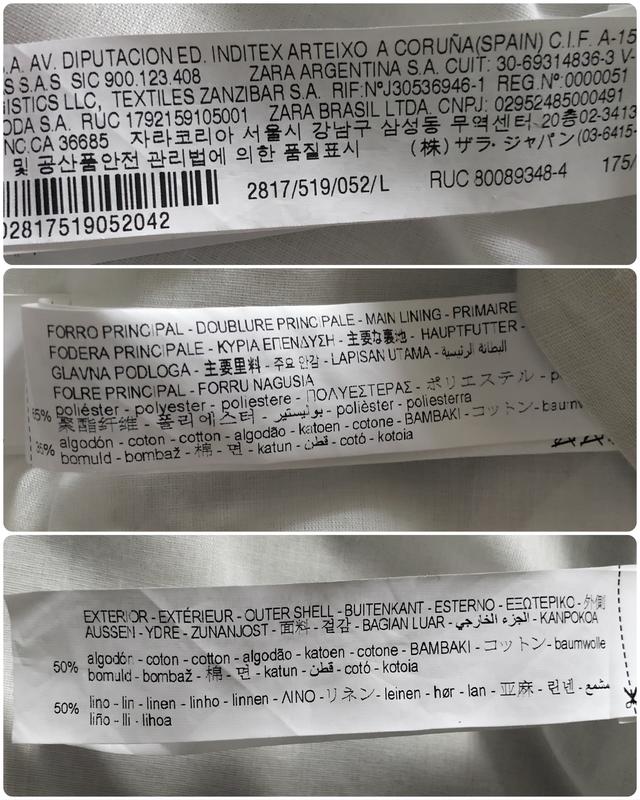 .A. AV. DIPUTACION ED. INDITEX ARTEIXO A CORUÑA(SPAIN) C.I.F. A-15
S S.A.S SIC 900.123.408 ZARA ARGENTINA S.A. CUIT: 30-69314836-3 V-
ISTICS LLC, TEXTILES ZANZIBAR S.A. RIF:NºJ30536946-1 REG.Nº:0000051
ODA S.A. RUC 1792159105001 ZARA BRASIL LTDA. CNPJ: 02952485000491
NC.CA 36685 자라코리아 서울시 강남구 삼성동 무역센터 20층02-3413
및 공산품안전 관리법에 의한 품질표시 (株) ザラ・ジャパン(03-6415-
02817519052042 2817/519/052/L RUC 80089348-4 175/
FORRO PRINCIPAL - DOUBLURE PRINCIPALE - MAIN LINING - PRIMAIRE
FODERA PRINCIPALE - ΚΥΡΙΑ ΕΠΕΝΔΥΣΗ - 主要な裏地 - HAUPTFUTTER -
GLAVNA PODLOGA - 主要里料 - 주요 안감 - LAPISAN UTAMA - البطانة الرئيسية
FOLRE PRINCIPAL - FORRU NAGUSIA
65% poliéster - polyester - poliestere - ΠΟΛΥΕΣΤΕΡΑΣ - ポリエステル - p
聚酯纤维 - 폴리에스터 - بوليستير - polièster - poliesterra
35% algodón - coton - cotton - algodão - katoen - cotone - ΒΑΜΒΑΚΙ - コットン - baumw
bomuld - bombaž - 棉 - 면 - katun - قطن - cotó - kotoia
EXTERIOR - EXTÉRIEUR - OUTER SHELL - BUITENKANT - ESTERNO - ΕΞΩΤΕΡΙΚΟ - 外側
AUSSEN - YDRE - ZUNANJOST - 面料 - 겉감 - BAGIAN LUAR - الجزء الخارجي - KANPOKOA
50% algodón - coton - cotton - algodão - katoen - cotone - BAMBAKI - コットン - baumwolle
bomuld - bombaž - 棉 - 면 - katun - قطن - cotó - kotoia
50% lino - lin - linen - linho - linnen - ΛΙΝΟ - リネン - leinen - hør - lan - 亚麻 - 린넨 - مشمع
liño - lli - lihoa